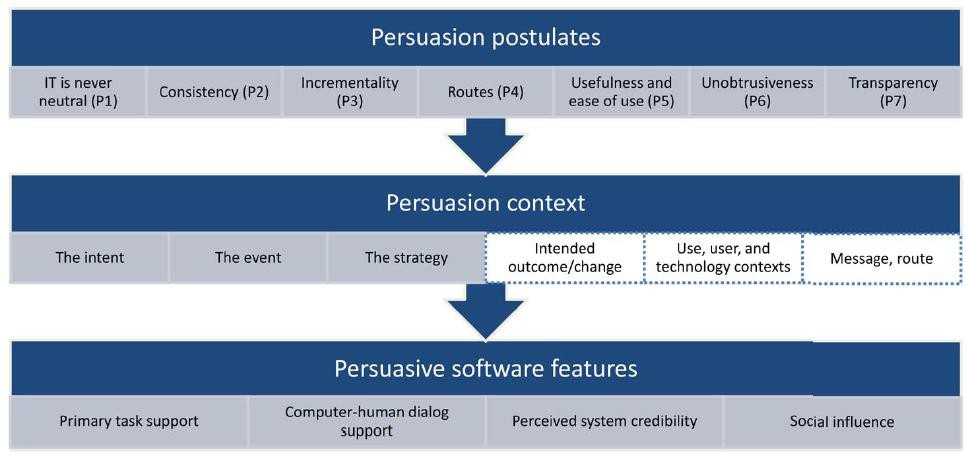 Persuasion postulates
IT is never
neutral (P1)
Consistency (P2)
Incrementality
(P3)
Routes (P4)
Usefulness and
ease of use (P5)
Unobtrusiveness
(P6)
Transparency
(P7)
Persuasion context
The intent
The event
The strategy
Intended
outcome/change
Use, user, and
technology contexts
Message, route
Persuasive software features
Primary task support
Computer-human dialog
support
Perceived system credibility
Social influence